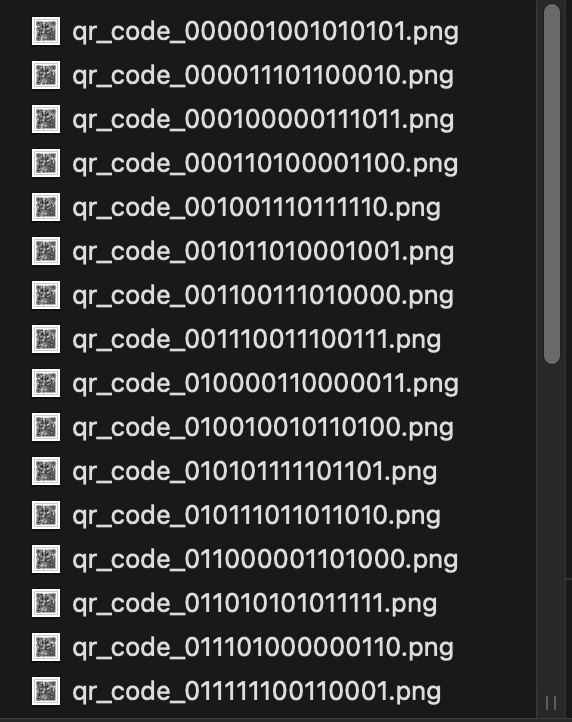 qr_code_000001001010101.png
qr_code_000011101100010.png
qr_code_000100000111011.png
qr_code_000110100001100.png
qr_code_001001110111110.png
qr_code_001011010001001.png
qr_code_001100111010000.png
qr_code_001110011100111.png
qr_code_010000110000011.png
qr_code_010010010110100.png
qr_code_010101111101101.png
qr_code_010111011011010.png
qr_code_011000001101000.png
qr_code_011010101011111.png
qr_code_011101000000110.png
qr_code_011111100110001.png